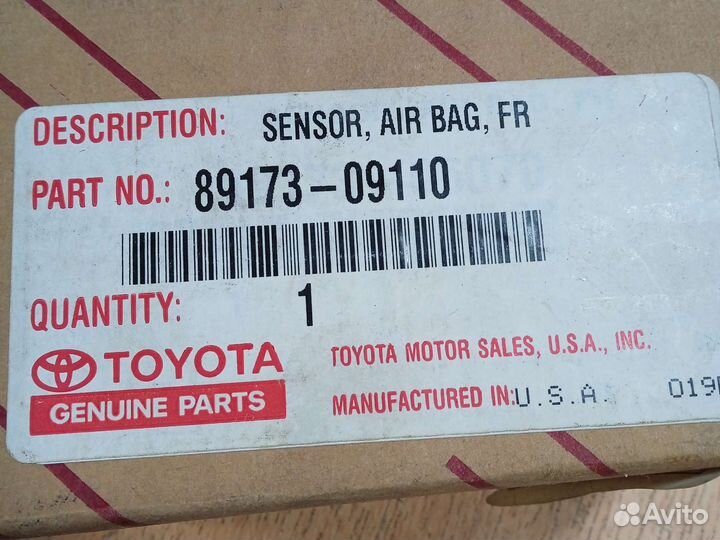 DESCRIPTION: SENSOR, AIR BAG, FR
PART NO.: 89173-09110
QUANTITY: 1
TOYOTA
GENUINE PARTS
TOYOTA MOTOR SALES, U.S.A., INC.
MANUFACTURED IN: U.S.A.
Avito